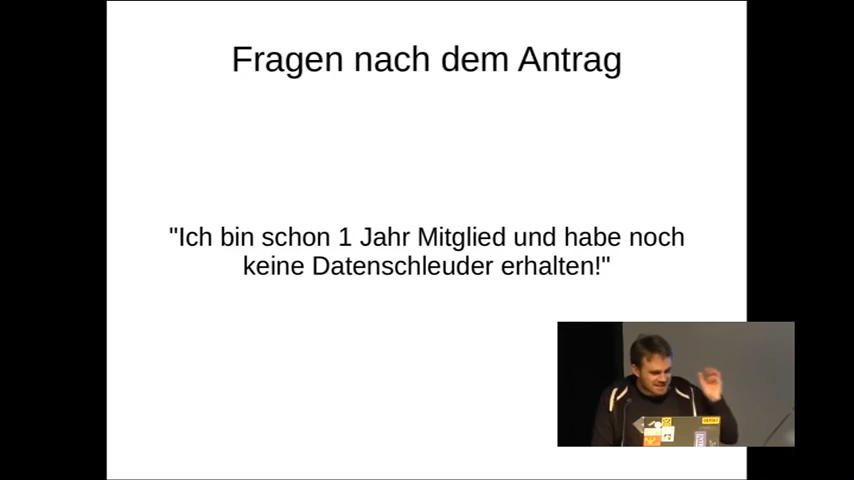 Fragen nach dem Antrag
"Ich bin schon 1 Jahr Mitglied und habe noch
keine Datenschleuder erhalten!"